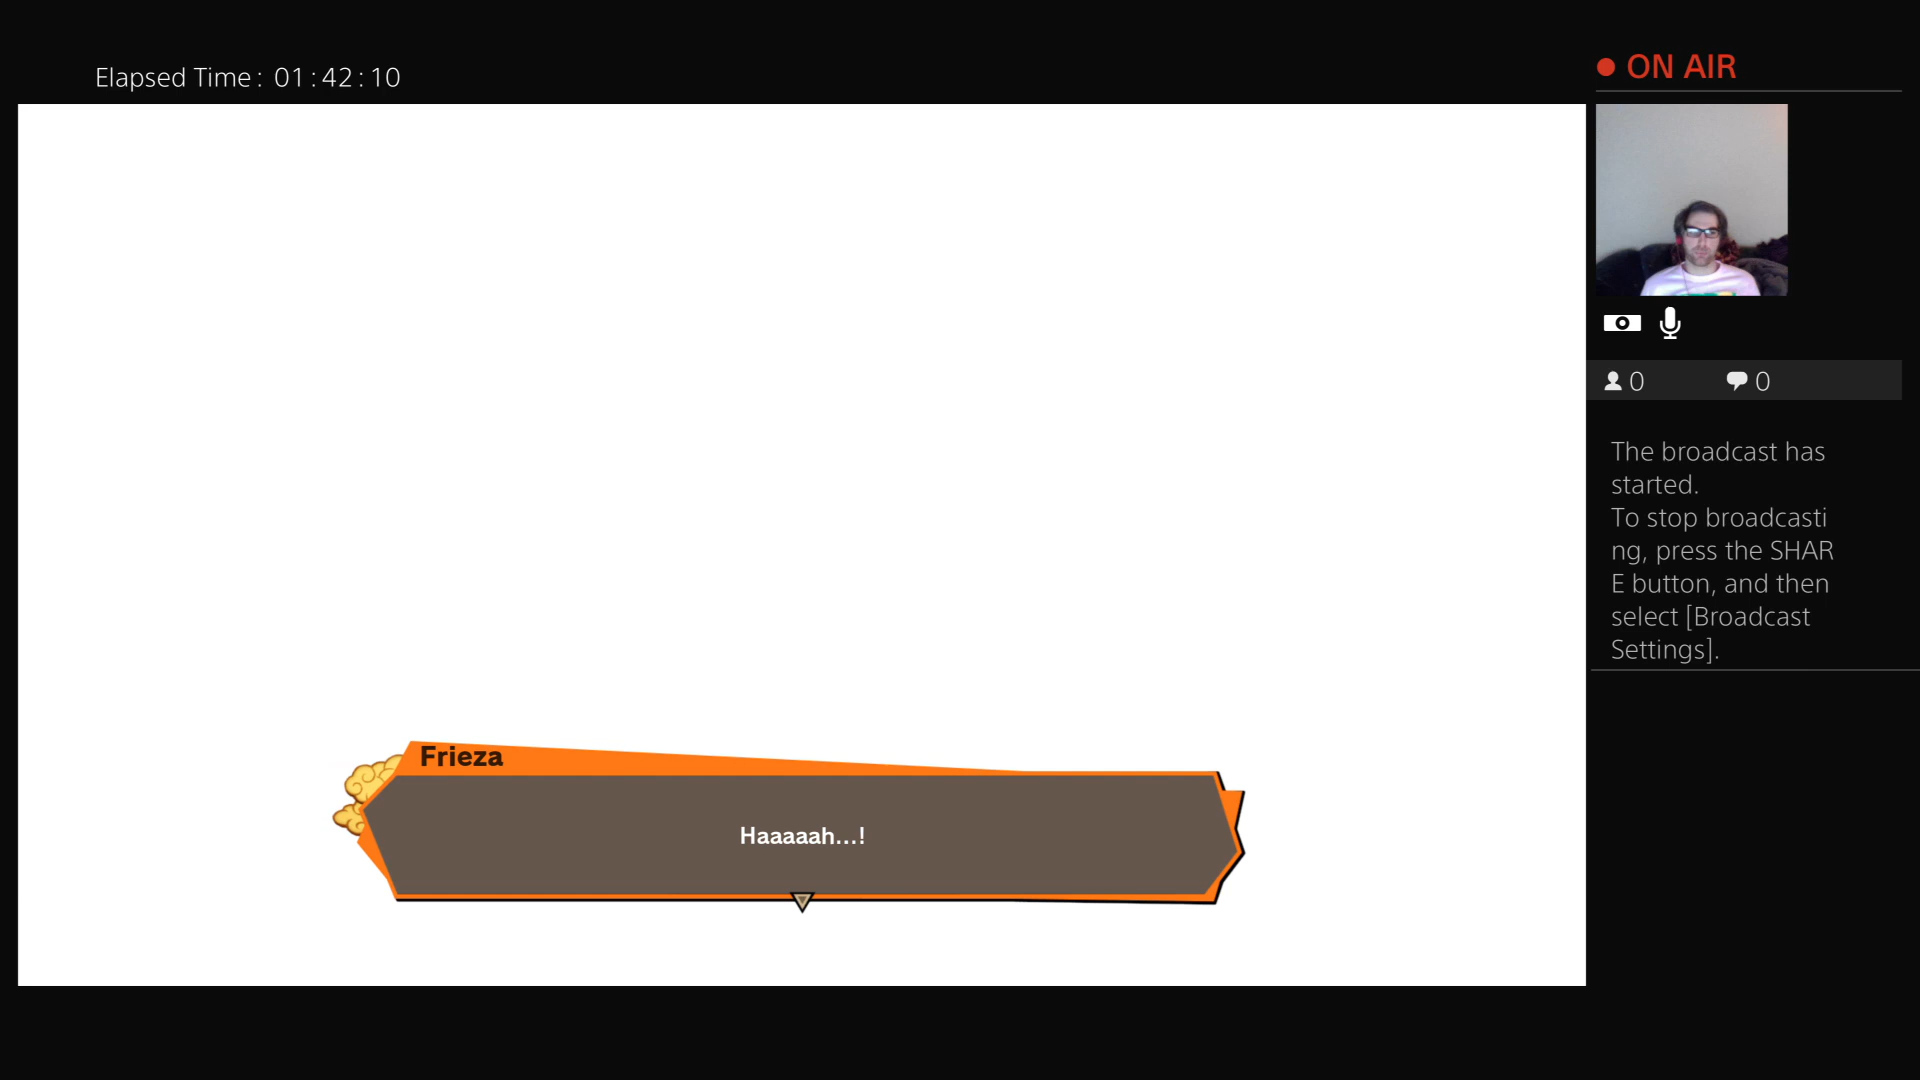 Elapsed Time : 01 : 42 : 10
ON AIR
0
0
The broadcast has
started.
To stop broadcasti
ng, press the SHAR
E button, and then
select [Broadcast
Settings].
Frieza
Haaaaah...!